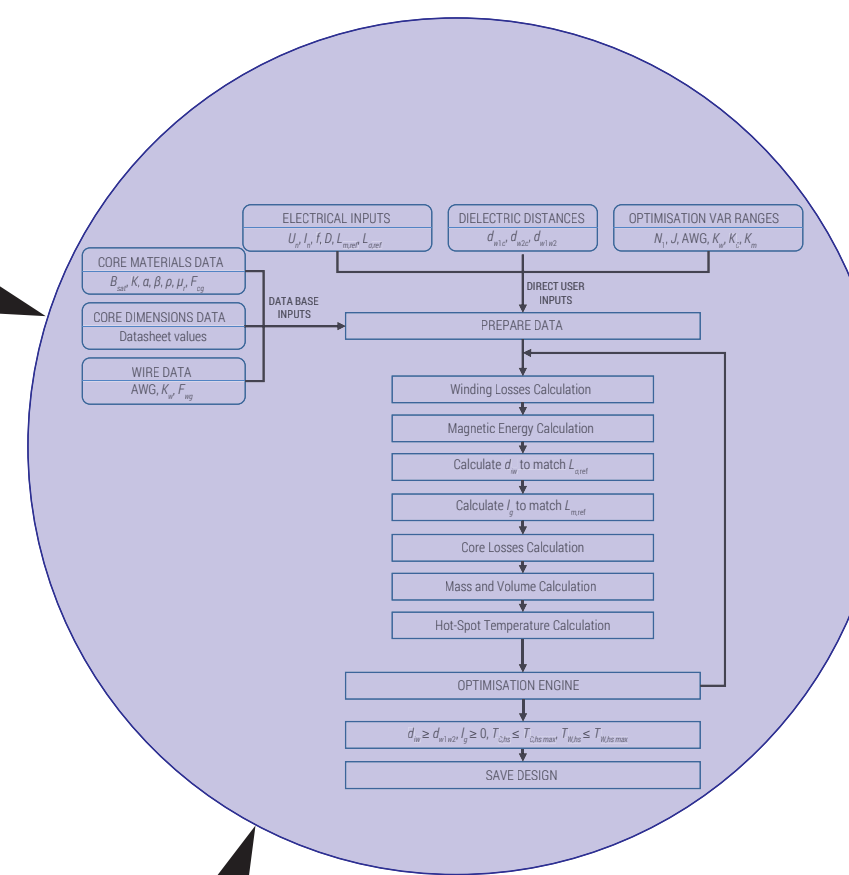 ELECTRICAL INPUTS
Uₙ, Iₙ, f, D, Lm,ref, Lσ,ref
DIELECTRIC DISTANCES
dw1c, dw2c, dw1w2
OPTIMISATION VAR RANGES
N₁, J, AWG, Kw, Kc, Km
CORE MATERIALS DATA
Bsat, K, α, β, ρ, μr, Fcg
CORE DIMENSIONS DATA
Datasheet values
WIRE DATA
AWG, Kw, Fwg
DATA BASE
INPUTS
DIRECT USER
INPUTS
PREPARE DATA
Winding Losses Calculation
Magnetic Energy Calculation
Calculate diw to match Lσ,ref
Calculate lg to match Lm,ref
Core Losses Calculation
Mass and Volume Calculation
Hot-Spot Temperature Calculation
OPTIMISATION ENGINE
diw ≥ dw1w2, lg ≥ 0, TC,hs ≤ TC,hs max, TW,hs ≤ TW,hs max
SAVE DESIGN